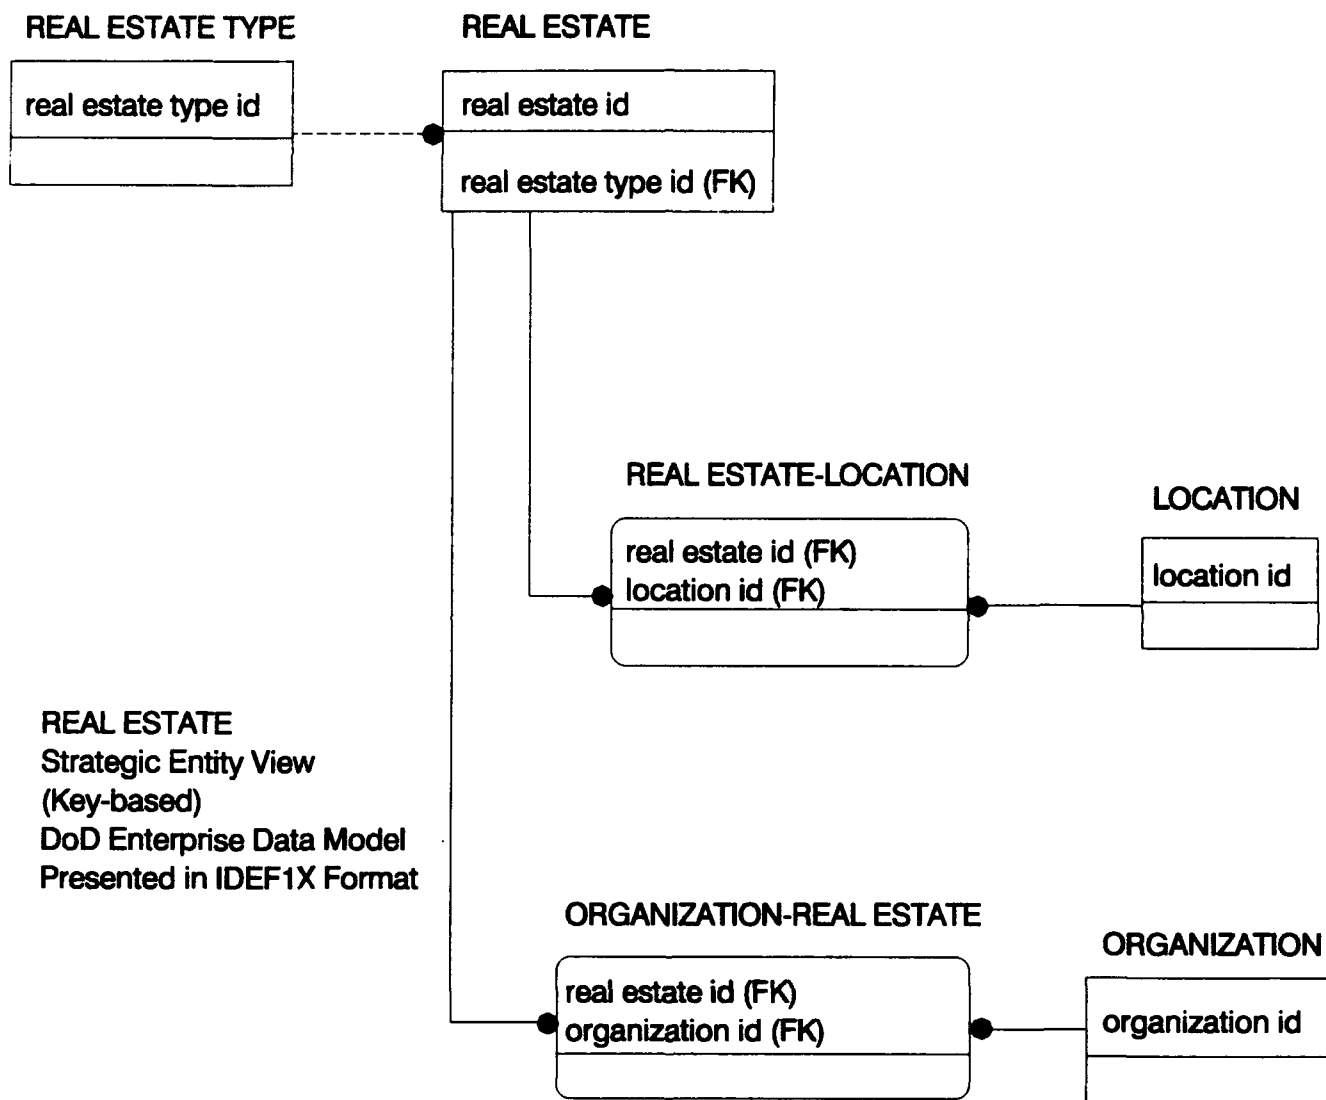 REAL ESTATE TYPE
real estate type id
REAL ESTATE
real estate id
real estate type id (FK)
REAL ESTATE-LOCATION
real estate id (FK)
location id (FK)
LOCATION
location id
REAL ESTATE
Strategic Entity View
(Key-based)
DoD Enterprise Data Model
Presented in IDEF1X Format
ORGANIZATION-REAL ESTATE
real estate id (FK)
organization id (FK)
ORGANIZATION
organization id